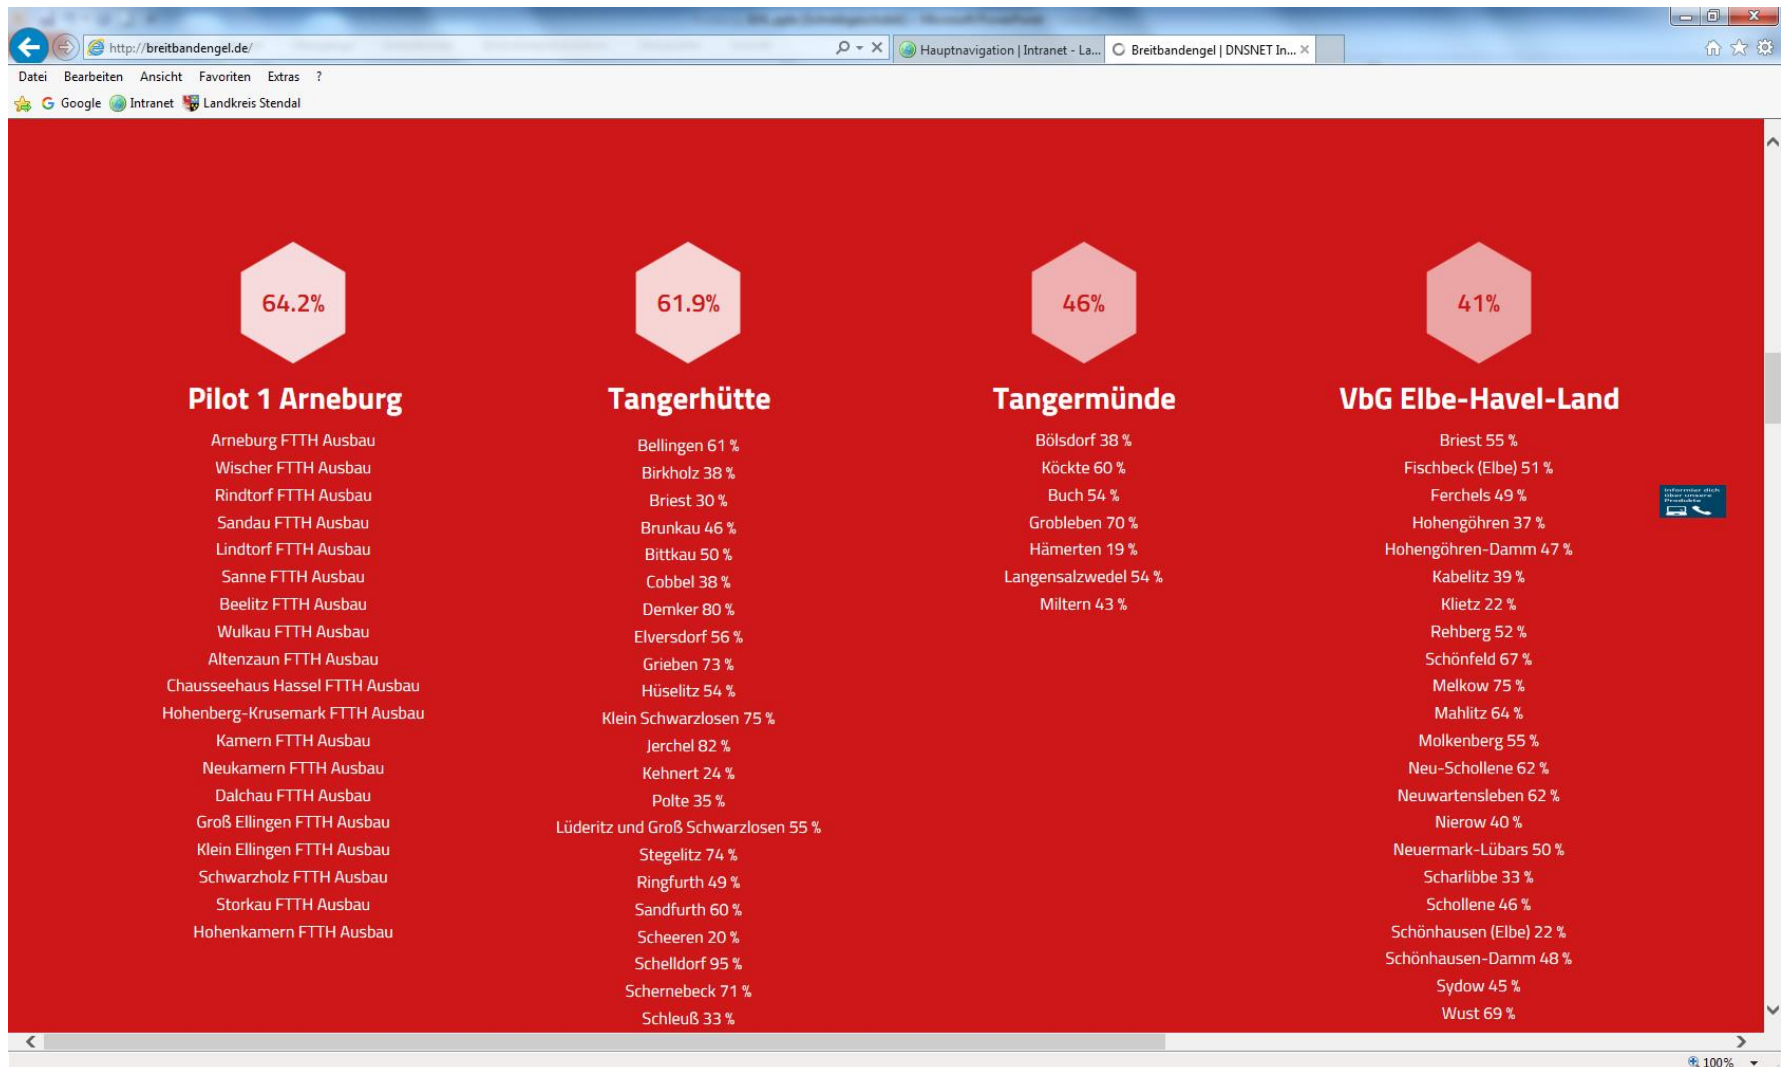 http://breitbandengel.de/
Hauptnavigation | Intranet - La...
Breitbandengel | DNSNET In...
Datei Bearbeiten Ansicht Favoriten Extras ?
Google Intranet Landkreis Stendal
64.2%
Pilot 1 Arneburg
Arneburg FTTH Ausbau
Wischer FTTH Ausbau
Rindtorf FTTH Ausbau
Sandau FTTH Ausbau
Lindtorf FTTH Ausbau
Sanne FTTH Ausbau
Beelitz FTTH Ausbau
Wulkau FTTH Ausbau
Altenzaun FTTH Ausbau
Chausseehaus Hassel FTTH Ausbau
Hohenberg-Krusemark FTTH Ausbau
Kamern FTTH Ausbau
Neukamern FTTH Ausbau
Dalchau FTTH Ausbau
Groß Ellingen FTTH Ausbau
Klein Ellingen FTTH Ausbau
Schwarzholz FTTH Ausbau
Storkau FTTH Ausbau
Hohenkamern FTTH Ausbau
61.9%
Tangerhütte
Bellingen 61 %
Birkholz 38 %
Briest 30 %
Brunkau 46 %
Bittkau 50 %
Cobbel 38 %
Demker 80 %
Elversdorf 56 %
Grieben 73 %
Hüselitz 54 %
Klein Schwarzlosen 75 %
Jerchel 82 %
Kehnert 24 %
Polte 35 %
Lüderitz und Groß Schwarzlosen 55 %
Stegelitz 74 %
Ringfurth 49 %
Sandfurth 60 %
Scheeren 20 %
Schelldorf 95 %
Schernebeck 71 %
Schleuß 33 %
46%
Tangermünde
Bölsdorf 38 %
Köckte 60 %
Buch 54 %
Grobleben 70 %
Hämerten 19 %
Langensalzwedel 54 %
Miltern 43 %
41%
VbG Elbe-Havel-Land
Briest 55 %
Fischbeck (Elbe) 51 %
Ferchels 49 %
Hohengöhren 37 %
Hohengöhren-Damm 47 %
Kabelitz 39 %
Klietz 22 %
Rehberg 52 %
Schönfeld 67 %
Melkow 75 %
Mahlitz 64 %
Molkenberg 55 %
Neu-Schollene 62 %
Neuwartensleben 62 %
Nierow 40 %
Neuermark-Lübars 50 %
Scharlibbe 33 %
Schollene 46 %
Schönhausen (Elbe) 22 %
Schönhausen-Damm 48 %
Sydow 45 %
Wust 69 %
Informier dich
über unsere
Produkte
100%